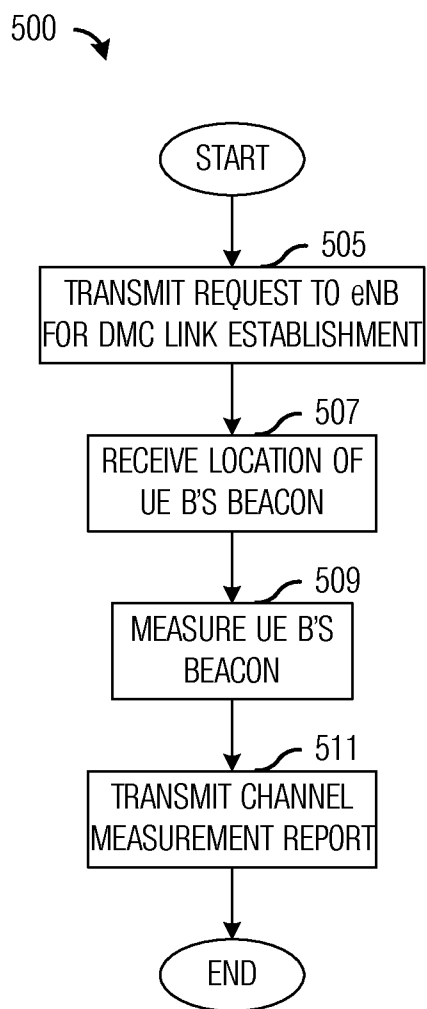 500
START
505
TRANSMIT REQUEST TO eNB
FOR DMC LINK ESTABLISHMENT
507
RECEIVE LOCATION OF
UE B'S BEACON
509
MEASURE UE B'S
BEACON
511
TRANSMIT CHANNEL
MEASUREMENT REPORT
END